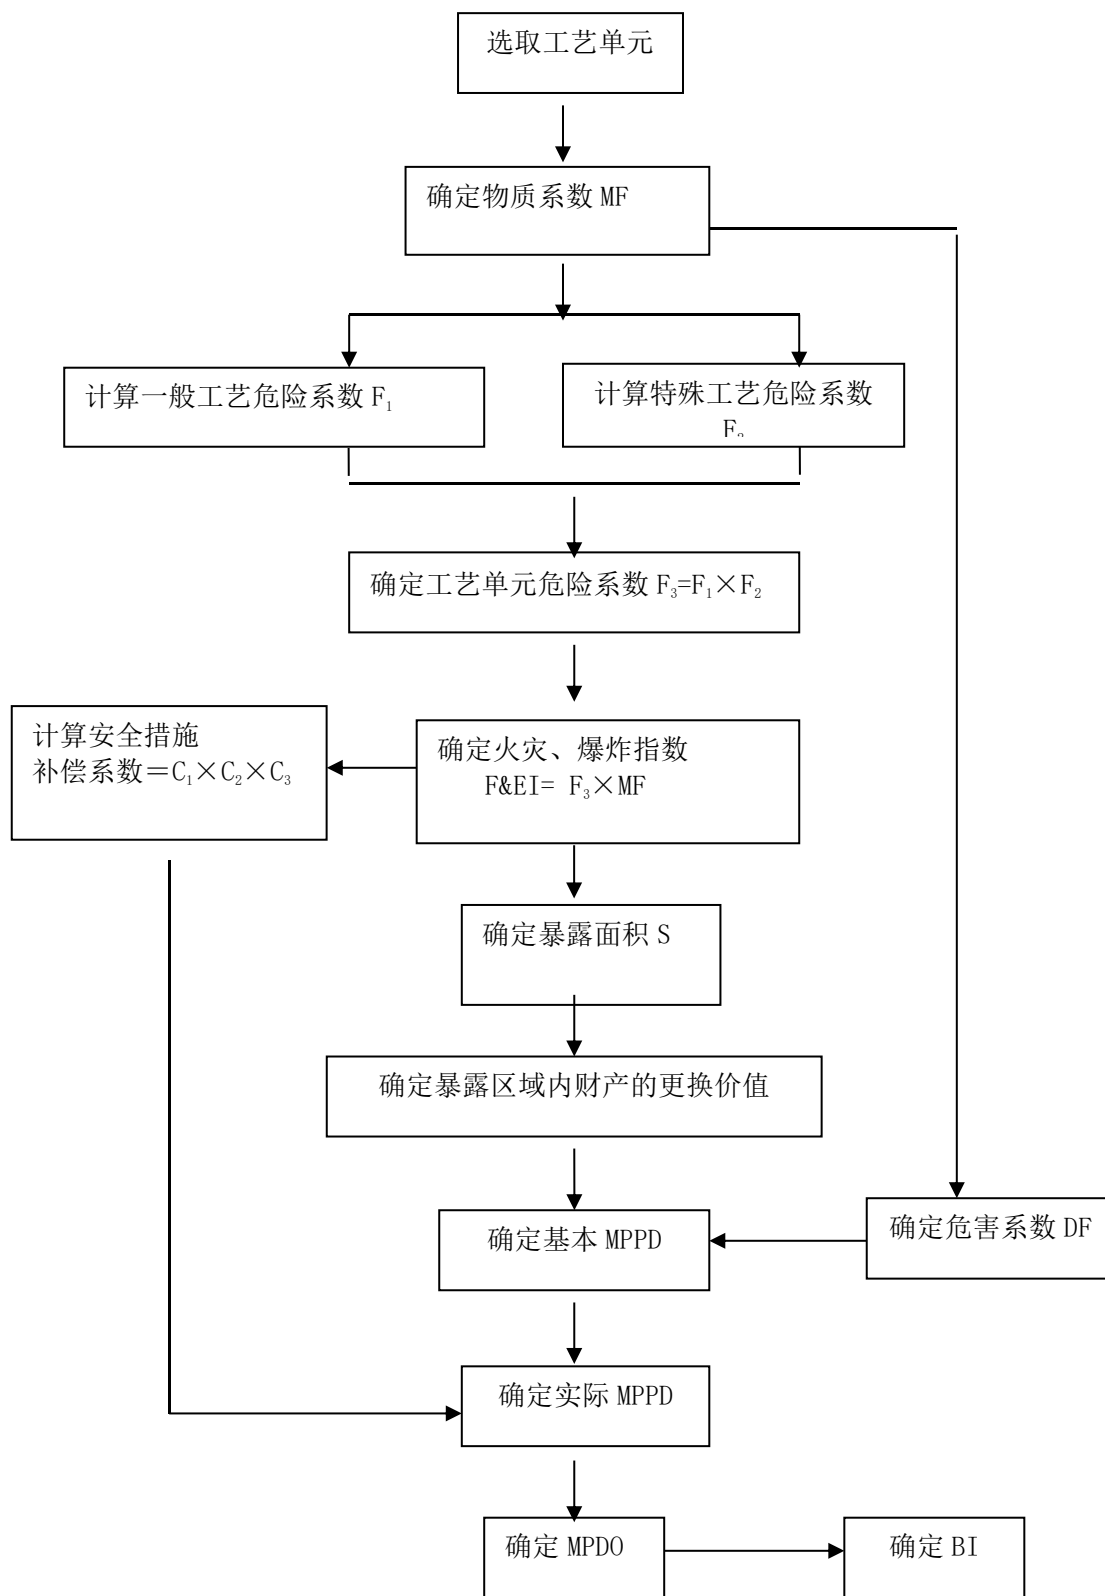 选取工艺单元
确定物质系数 MF
计算一般工艺危险系数 F₁
计算特殊工艺危险系数
确定工艺单元危险系数 F₃=F₁×F₂
计算安全措施
补偿系数＝C₁×C₂×C₃
确定火灾、爆炸指数
F&EI= F₃×MF
确定暴露面积 S
确定暴露区域内财产的更换价值
确定基本 MPPD
确定危害系数 DF
确定实际 MPPD
确定 MPDO
确定 BI